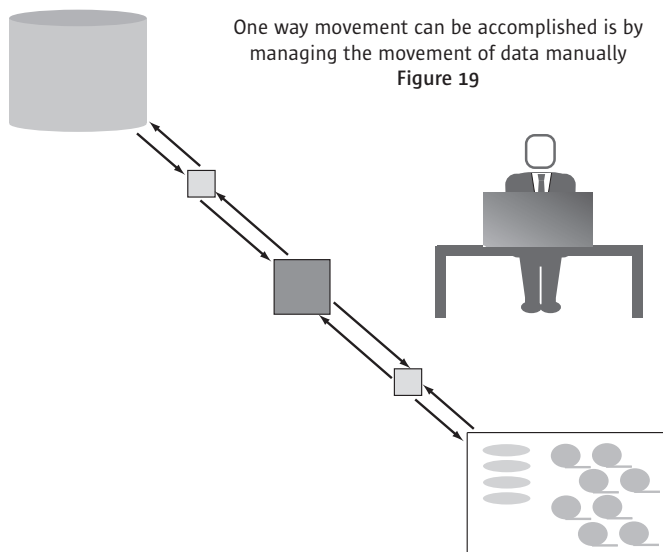 One way movement can be accomplished is by
managing the movement of data manually
Figure 19